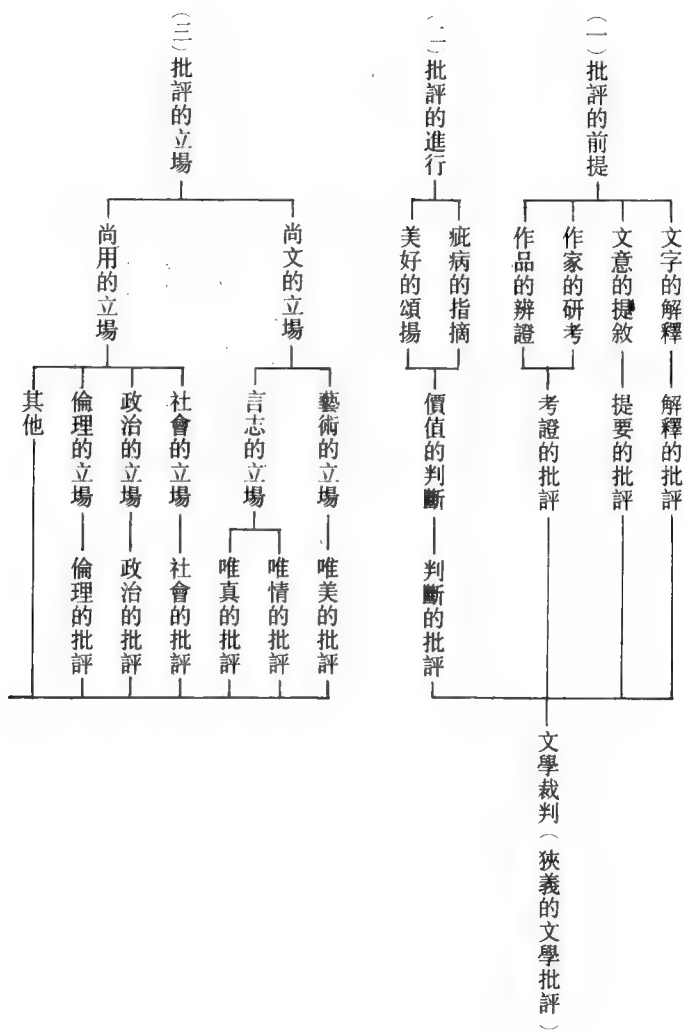 （一）批評的前提
文字的解釋
解釋的批評
文意的提敘
提要的批評
作家的研考
作品的辨證
考證的批評
（二）批評的進行
疵病的指摘
美好的頌揚
價值的判斷
判斷的批評
文學裁判（狹義的文學批評）
（三）批評的立場
尚文的立場
藝術的立場
唯美的批評
言志的立場
唯情的批評
唯真的批評
尚用的立場
社會的立場
社會的批評
政治的立場
政治的批評
倫理的立場
倫理的批評
其他